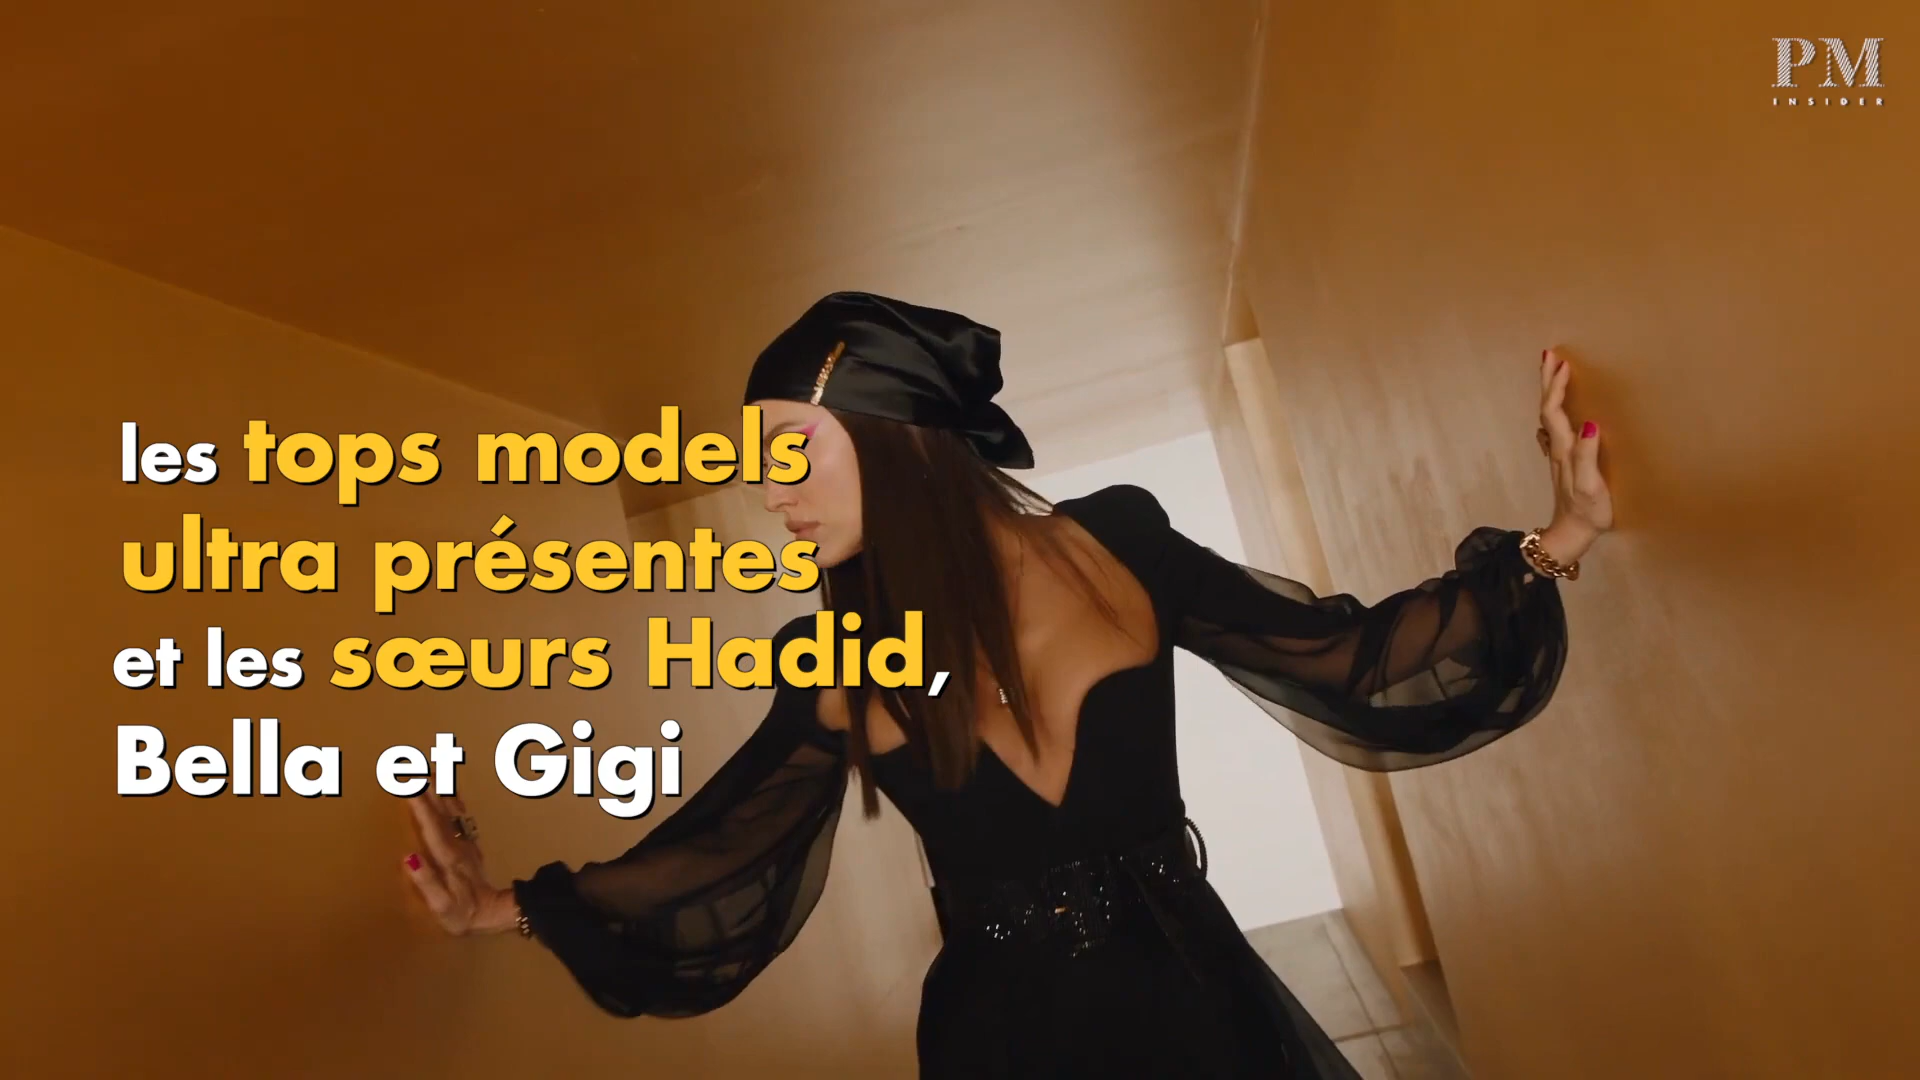 PM
INSIDER
les tops models
ultra présentes
et les sœurs Hadid,
Bella et Gigi